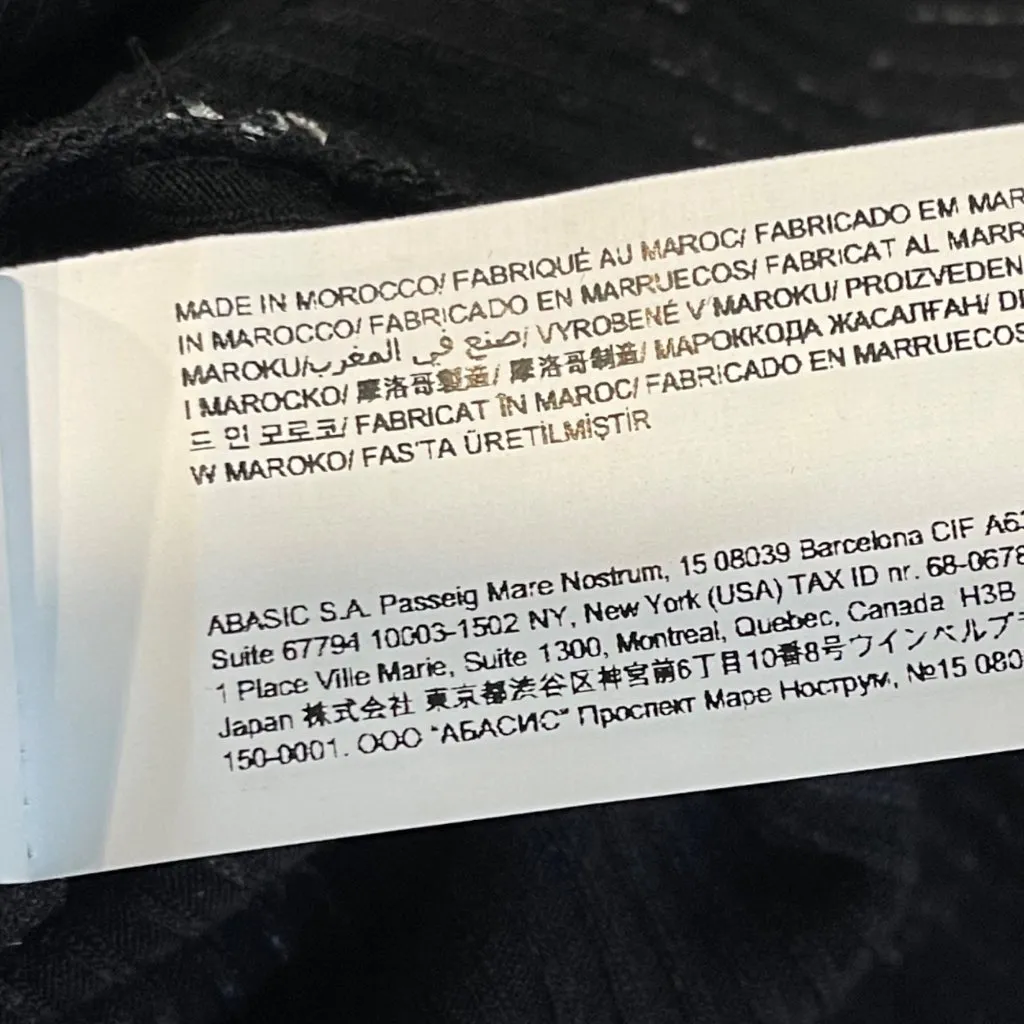 MADE IN MOROCCO/ FABRIQUÉ AU MAROC/ FABRICADO EM MAR
IN MAROCCO/ FABRICADO EN MARRUECOS/ FABRICAT AL MARR
MAROKU/صنع في المغرب/ VYROBENÉ V MAROKU/ PROIZVEDEN
I MAROCKO/ 摩洛哥製造/ 摩洛哥制造/ МАРОККОДА ЖАСАЛҒАН/
드 인 모로코/ FABRICAT ÎN MAROC/ FABRICADO EN MARRUECOS
W MAROKO/ FAS'TA ÜRETİLMİŞTİR
ABASIC S.A. Passeig Mare Nostrum, 15 08039 Barcelona CIF A63
Suite 67794 10003-1502 NY, New York (USA) TAX ID nr. 68-0678
1 Place Ville Marie, Suite 1300, Montreal, Quebec, Canada H3B
Japan 株式会社 東京都渋谷区神宮前6丁目10番8号ウインベルプラ
150-0001. ООО "АБАСИС" Проспект Маре Нострум, №15 080